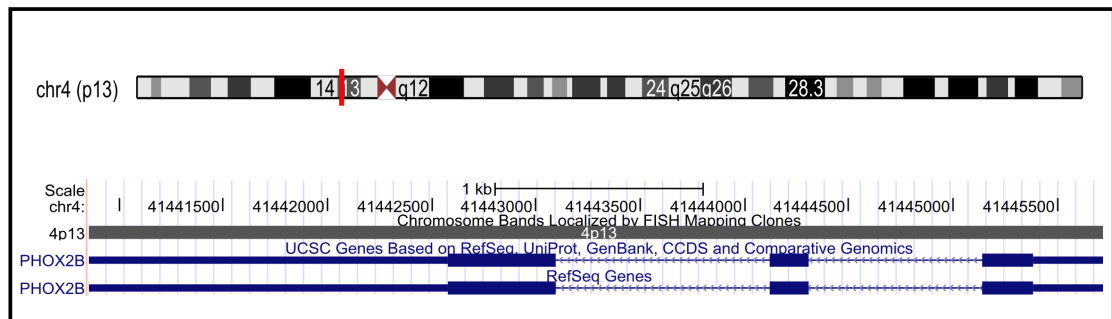 chr4 (p13) 14 13 q12 24 q25 q26 28.3
Scale 1 kb
chr4: 41441500 41442000 41442500 41443000 41443500 41444000 41444500 41445000 41445500
Chromosome Bands Localized by FISH Mapping Clones
4p13 4p13
UCSC Genes Based on RefSeq, UniProt, GenBank, CCDS and Comparative Genomics
PHOX2B
RefSeq Genes
PHOX2B